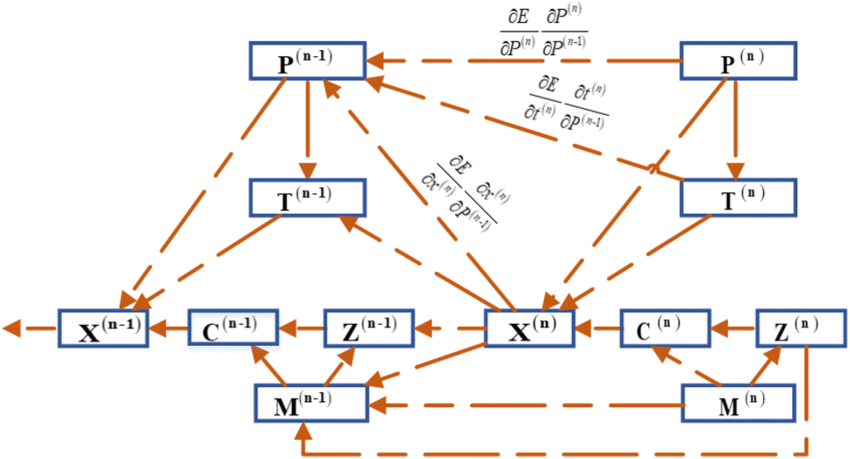 ∂E/∂P⁽ⁿ⁾ ∂P⁽ⁿ⁾/∂P⁽ⁿ⁻¹⁾
P⁽ⁿ⁻¹⁾ P⁽ⁿ⁾
∂E/∂t⁽ⁿ⁾ ∂t⁽ⁿ⁾/∂P⁽ⁿ⁻¹⁾
∂E/∂x⁽ⁿ⁾ ∂x⁽ⁿ⁾/∂P⁽ⁿ⁻¹⁾
T⁽ⁿ⁻¹⁾ T⁽ⁿ⁾
X⁽ⁿ⁻¹⁾ C⁽ⁿ⁻¹⁾ Z⁽ⁿ⁻¹⁾ X⁽ⁿ⁾ C⁽ⁿ⁾ Z⁽ⁿ⁾
M⁽ⁿ⁻¹⁾ M⁽ⁿ⁾